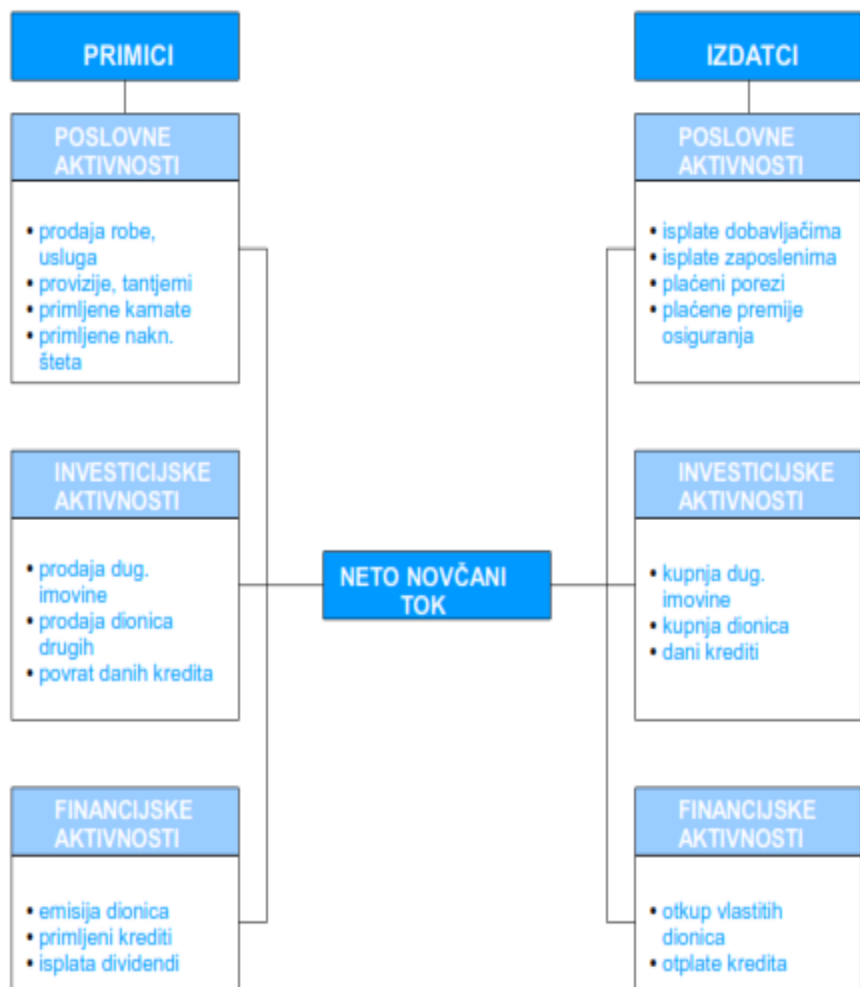 PRIMICI
POSLOVNE
AKTIVNOSTI
• prodaja robe,
usluga
• provizije, tantjemi
• primljene kamate
• primljene nakn.
šteta
INVESTICIJSKE
AKTIVNOSTI
• prodaja dug.
imovine
• prodaja dionica
drugih
• povrat danih kredita
FINANCIJSKE
AKTIVNOSTI
• emisija dionica
• primljeni krediti
• isplata dividendi
NETO NOVČANI
TOK
IZDATCI
POSLOVNE
AKTIVNOSTI
• isplate dobavljačima
• isplate zaposlenima
• plaćeni porezi
• plaćene premije
osiguranja
INVESTICIJSKE
AKTIVNOSTI
• kupnja dug.
imovine
• kupnja dionica
• dani krediti
FINANCIJSKE
AKTIVNOSTI
• otkup vlastitih
dionica
• otplate kredita